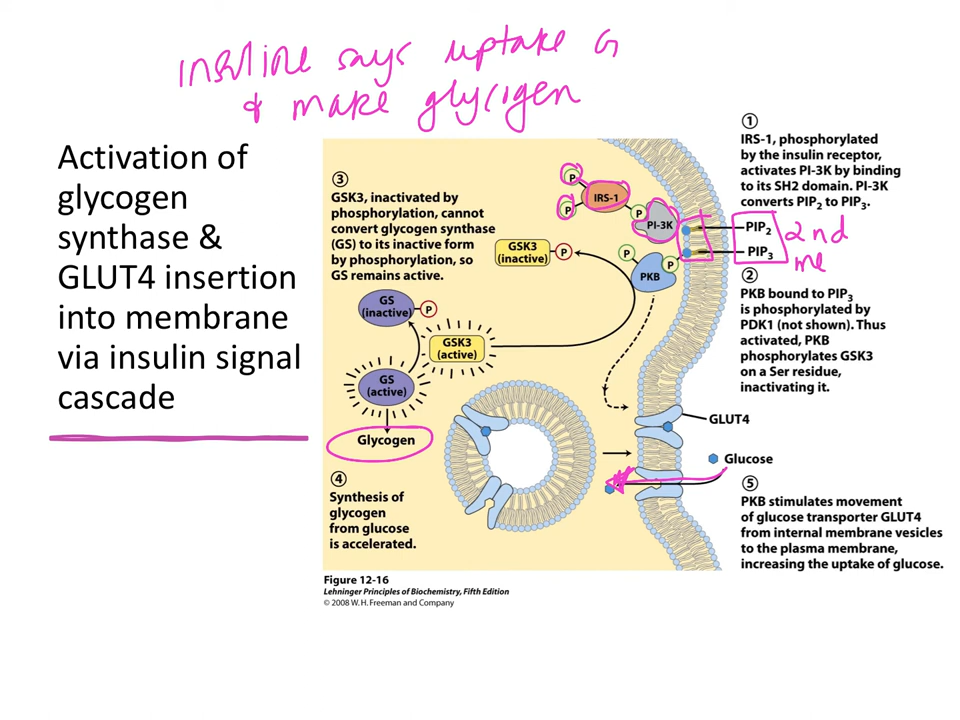 insuline says uptake G
& make glycogen
Activation of
glycogen
synthase &
GLUT4 insertion
into membrane
via insulin signal
cascade
①
IRS-1, phosphorylated
by the insulin receptor,
activates PI-3K by binding
to its SH2 domain. PI-3K
converts PIP₂ to PIP₃.
③
GSK3, inactivated by
phosphorylation, cannot
convert glycogen synthase
(GS) to its inactive form
by phosphorylation, so
GS remains active.
P
P
IRS-1
P
PI-3K
PIP₂
PIP₃
2nd
me
GSK3
(inactive)
P
P
P
PKB
②
PKB bound to PIP₃
is phosphorylated by
PDK1 (not shown). Thus
activated, PKB
phosphorylates GSK3
on a Ser residue,
inactivating it.
GS
(inactive)
P
GSK3
(active)
GS
(active)
Glycogen
GLUT4
Glucose
④
Synthesis of
glycogen
from glucose
is accelerated.
⑤
PKB stimulates movement
of glucose transporter GLUT4
from internal membrane vesicles
to the plasma membrane,
increasing the uptake of glucose.
Figure 12-16
Lehninger Principles of Biochemistry, Fifth Edition
© 2008 W. H. Freeman and Company